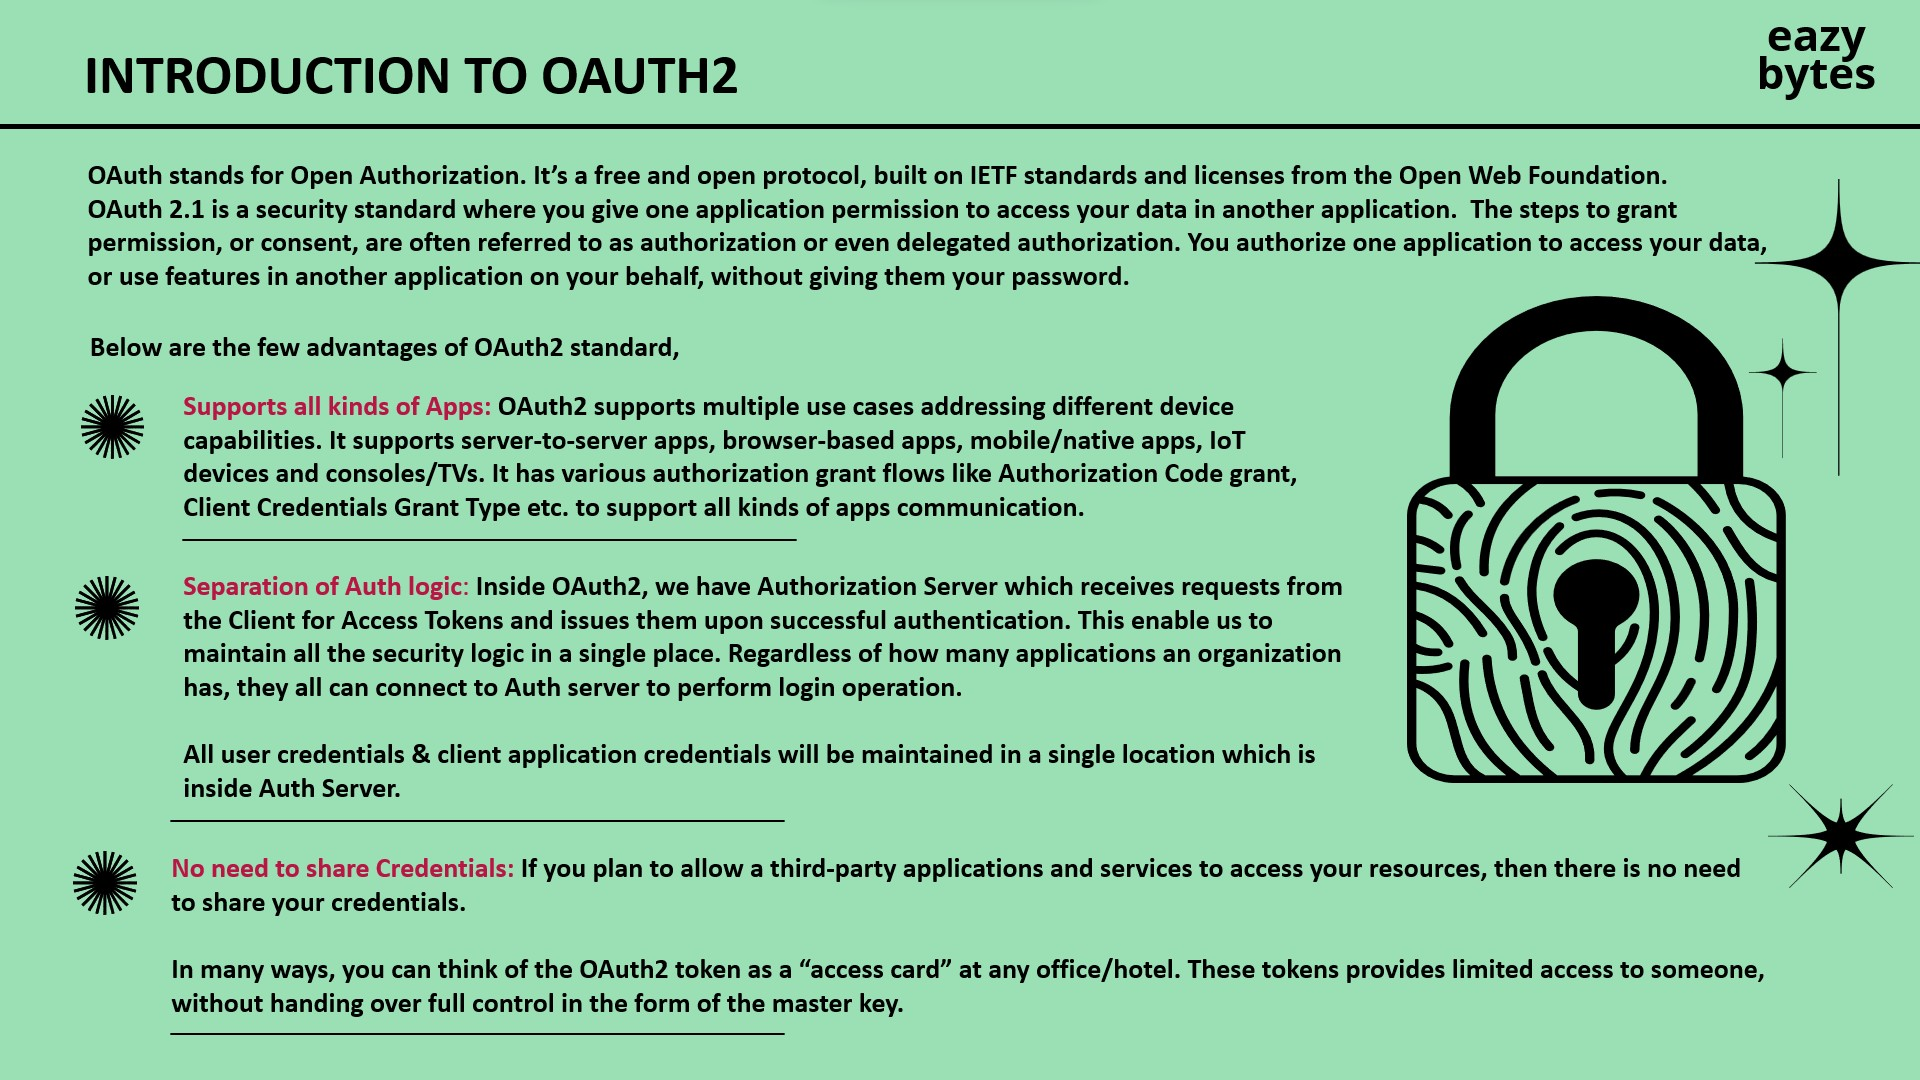 INTRODUCTION TO OAUTH2
eazy
bytes
OAuth stands for Open Authorization. It’s a free and open protocol, built on IETF standards and licenses from the Open Web Foundation.
OAuth 2.1 is a security standard where you give one application permission to access your data in another application.  The steps to grant
permission, or consent, are often referred to as authorization or even delegated authorization. You authorize one application to access your data,
or use features in another application on your behalf, without giving them your password.
Below are the few advantages of OAuth2 standard,
Supports all kinds of Apps: OAuth2 supports multiple use cases addressing different device
capabilities. It supports server-to-server apps, browser-based apps, mobile/native apps, IoT
devices and consoles/TVs. It has various authorization grant flows like Authorization Code grant,
Client Credentials Grant Type etc. to support all kinds of apps communication.
Separation of Auth logic: Inside OAuth2, we have Authorization Server which receives requests from
the Client for Access Tokens and issues them upon successful authentication. This enable us to
maintain all the security logic in a single place. Regardless of how many applications an organization
has, they all can connect to Auth server to perform login operation.
All user credentials & client application credentials will be maintained in a single location which is
inside Auth Server.
No need to share Credentials: If you plan to allow a third-party applications and services to access your resources, then there is no need
to share your credentials.
In many ways, you can think of the OAuth2 token as a “access card” at any office/hotel. These tokens provides limited access to someone,
without handing over full control in the form of the master key.